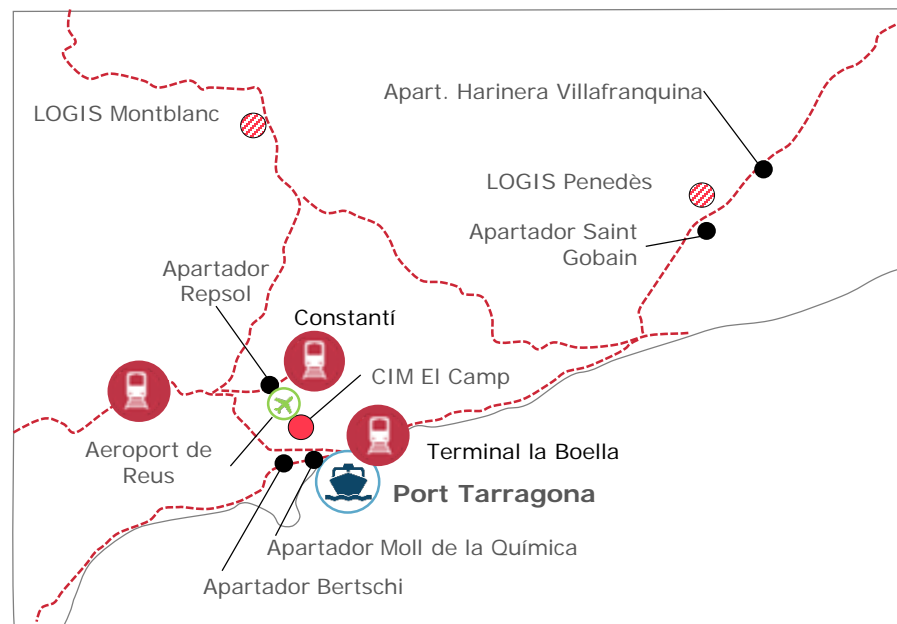 Apart. Harinera Villafranquina
LOGIS Montblanc
LOGIS Penedès
Apartador Saint
Gobain
Apartador
Repsol
Constantí
CIM El Camp
Aeroport de
Reus
Terminal la Boella
Port Tarragona
Apartador Moll de la Química
Apartador Bertschi